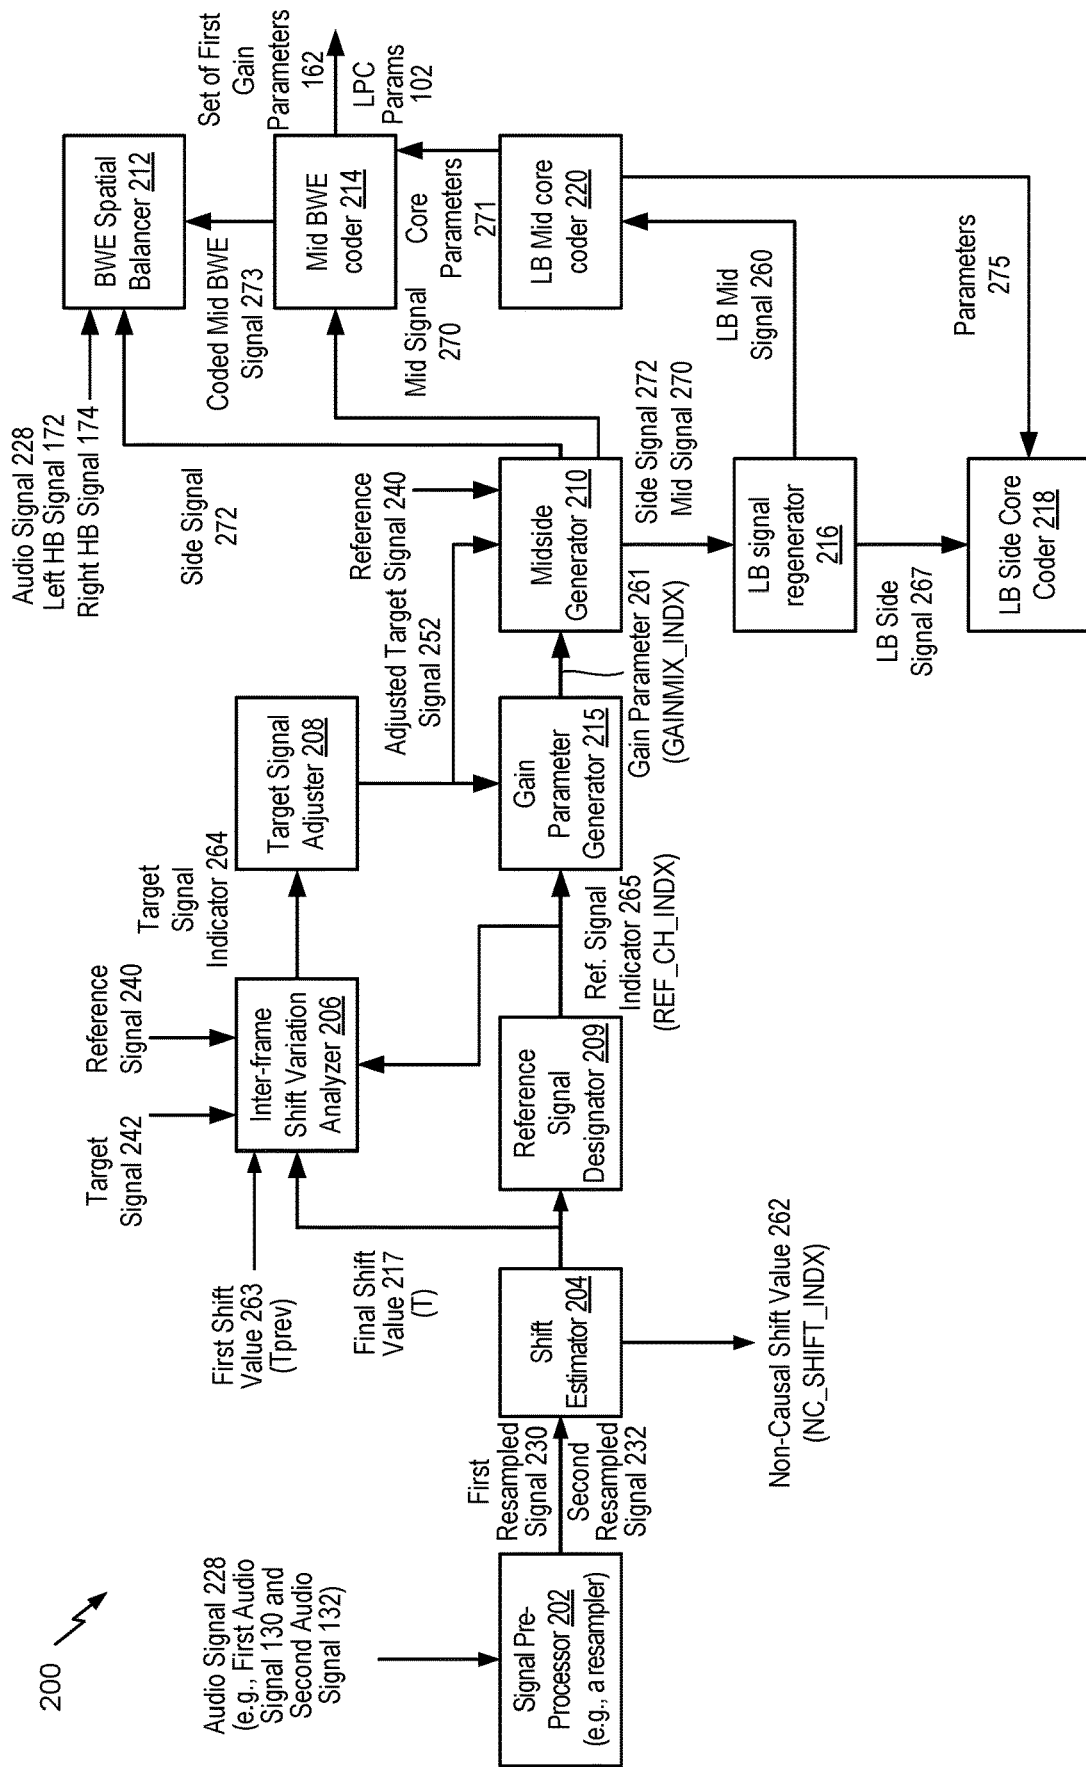 200
Audio Signal 228
(e.g., First Audio
Signal 130 and
Second Audio
Signal 132)
Signal Pre-
Processor 202
(e.g., a resampler)
First
Resampled
Signal 230
Second
Resampled
Signal 232
Shift
Estimator 204
Non-Causal Shift Value 262
(NC_SHIFT_INDX)
First Shift
Value 263
(Tprev)
Final Shift
Value 217
(T)
Target
Signal 242
Reference
Signal 240
Inter-frame
Shift Variation
Analyzer 206
Reference
Signal
Designator 209
Ref. Signal
Indicator 265
(REF_CH_INDX)
Target
Signal
Indicator 264
Target Signal
Adjuster 208
Gain
Parameter
Generator 215
Gain Parameter 261
(GAINMIX_INDX)
Adjusted Target
Signal 252
Reference
Signal 240
Midside
Generator 210
Side Signal
272
Side Signal 272
Mid Signal 270
LB signal
regenerator
216
LB Side
Signal 267
LB Side Core
Coder 218
Audio Signal 228
Left HB Signal 172
Right HB Signal 174
BWE Spatial
Balancer 212
Coded Mid BWE
Signal 273
Mid BWE
coder 214
Mid Signal
270
Core
Parameters
271
LB Mid core
coder 220
LB Mid
Signal 260
Parameters
275
Set of First
Gain
Parameters
162
LPC
Params
102